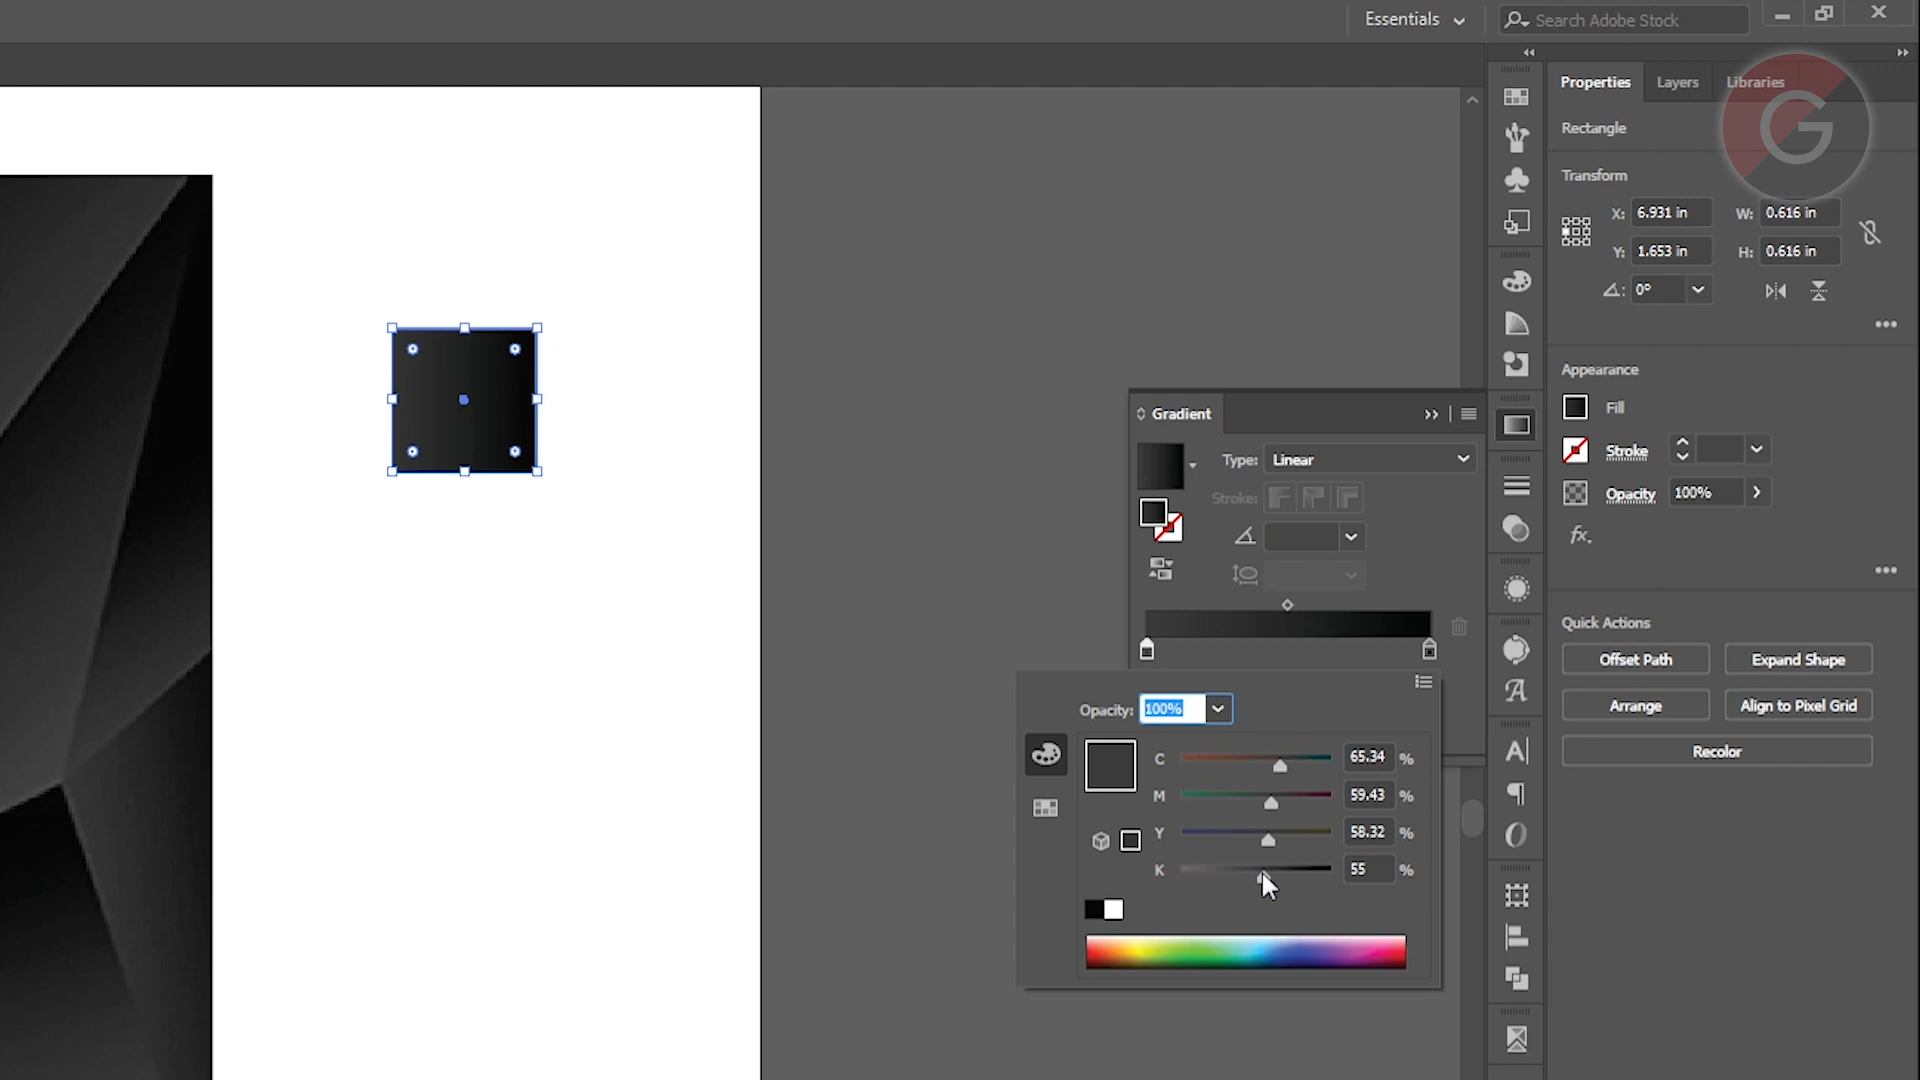 Essentials
Search Adobe Stock
Properties Layers Libraries
G
Rectangle
Transform
X: 6.931 in W: 0.616 in
Y: 1.653 in H: 0.616 in
0°
Appearance
Fill
Stroke
Opacity 100%
fx.
Quick Actions
Offset Path Expand Shape
Arrange Align to Pixel Grid
Recolor
Gradient
Type: Linear
Stroke:
Opacity: 100%
C 65.34 %
M 59.43 %
Y 58.32 %
K 55 %